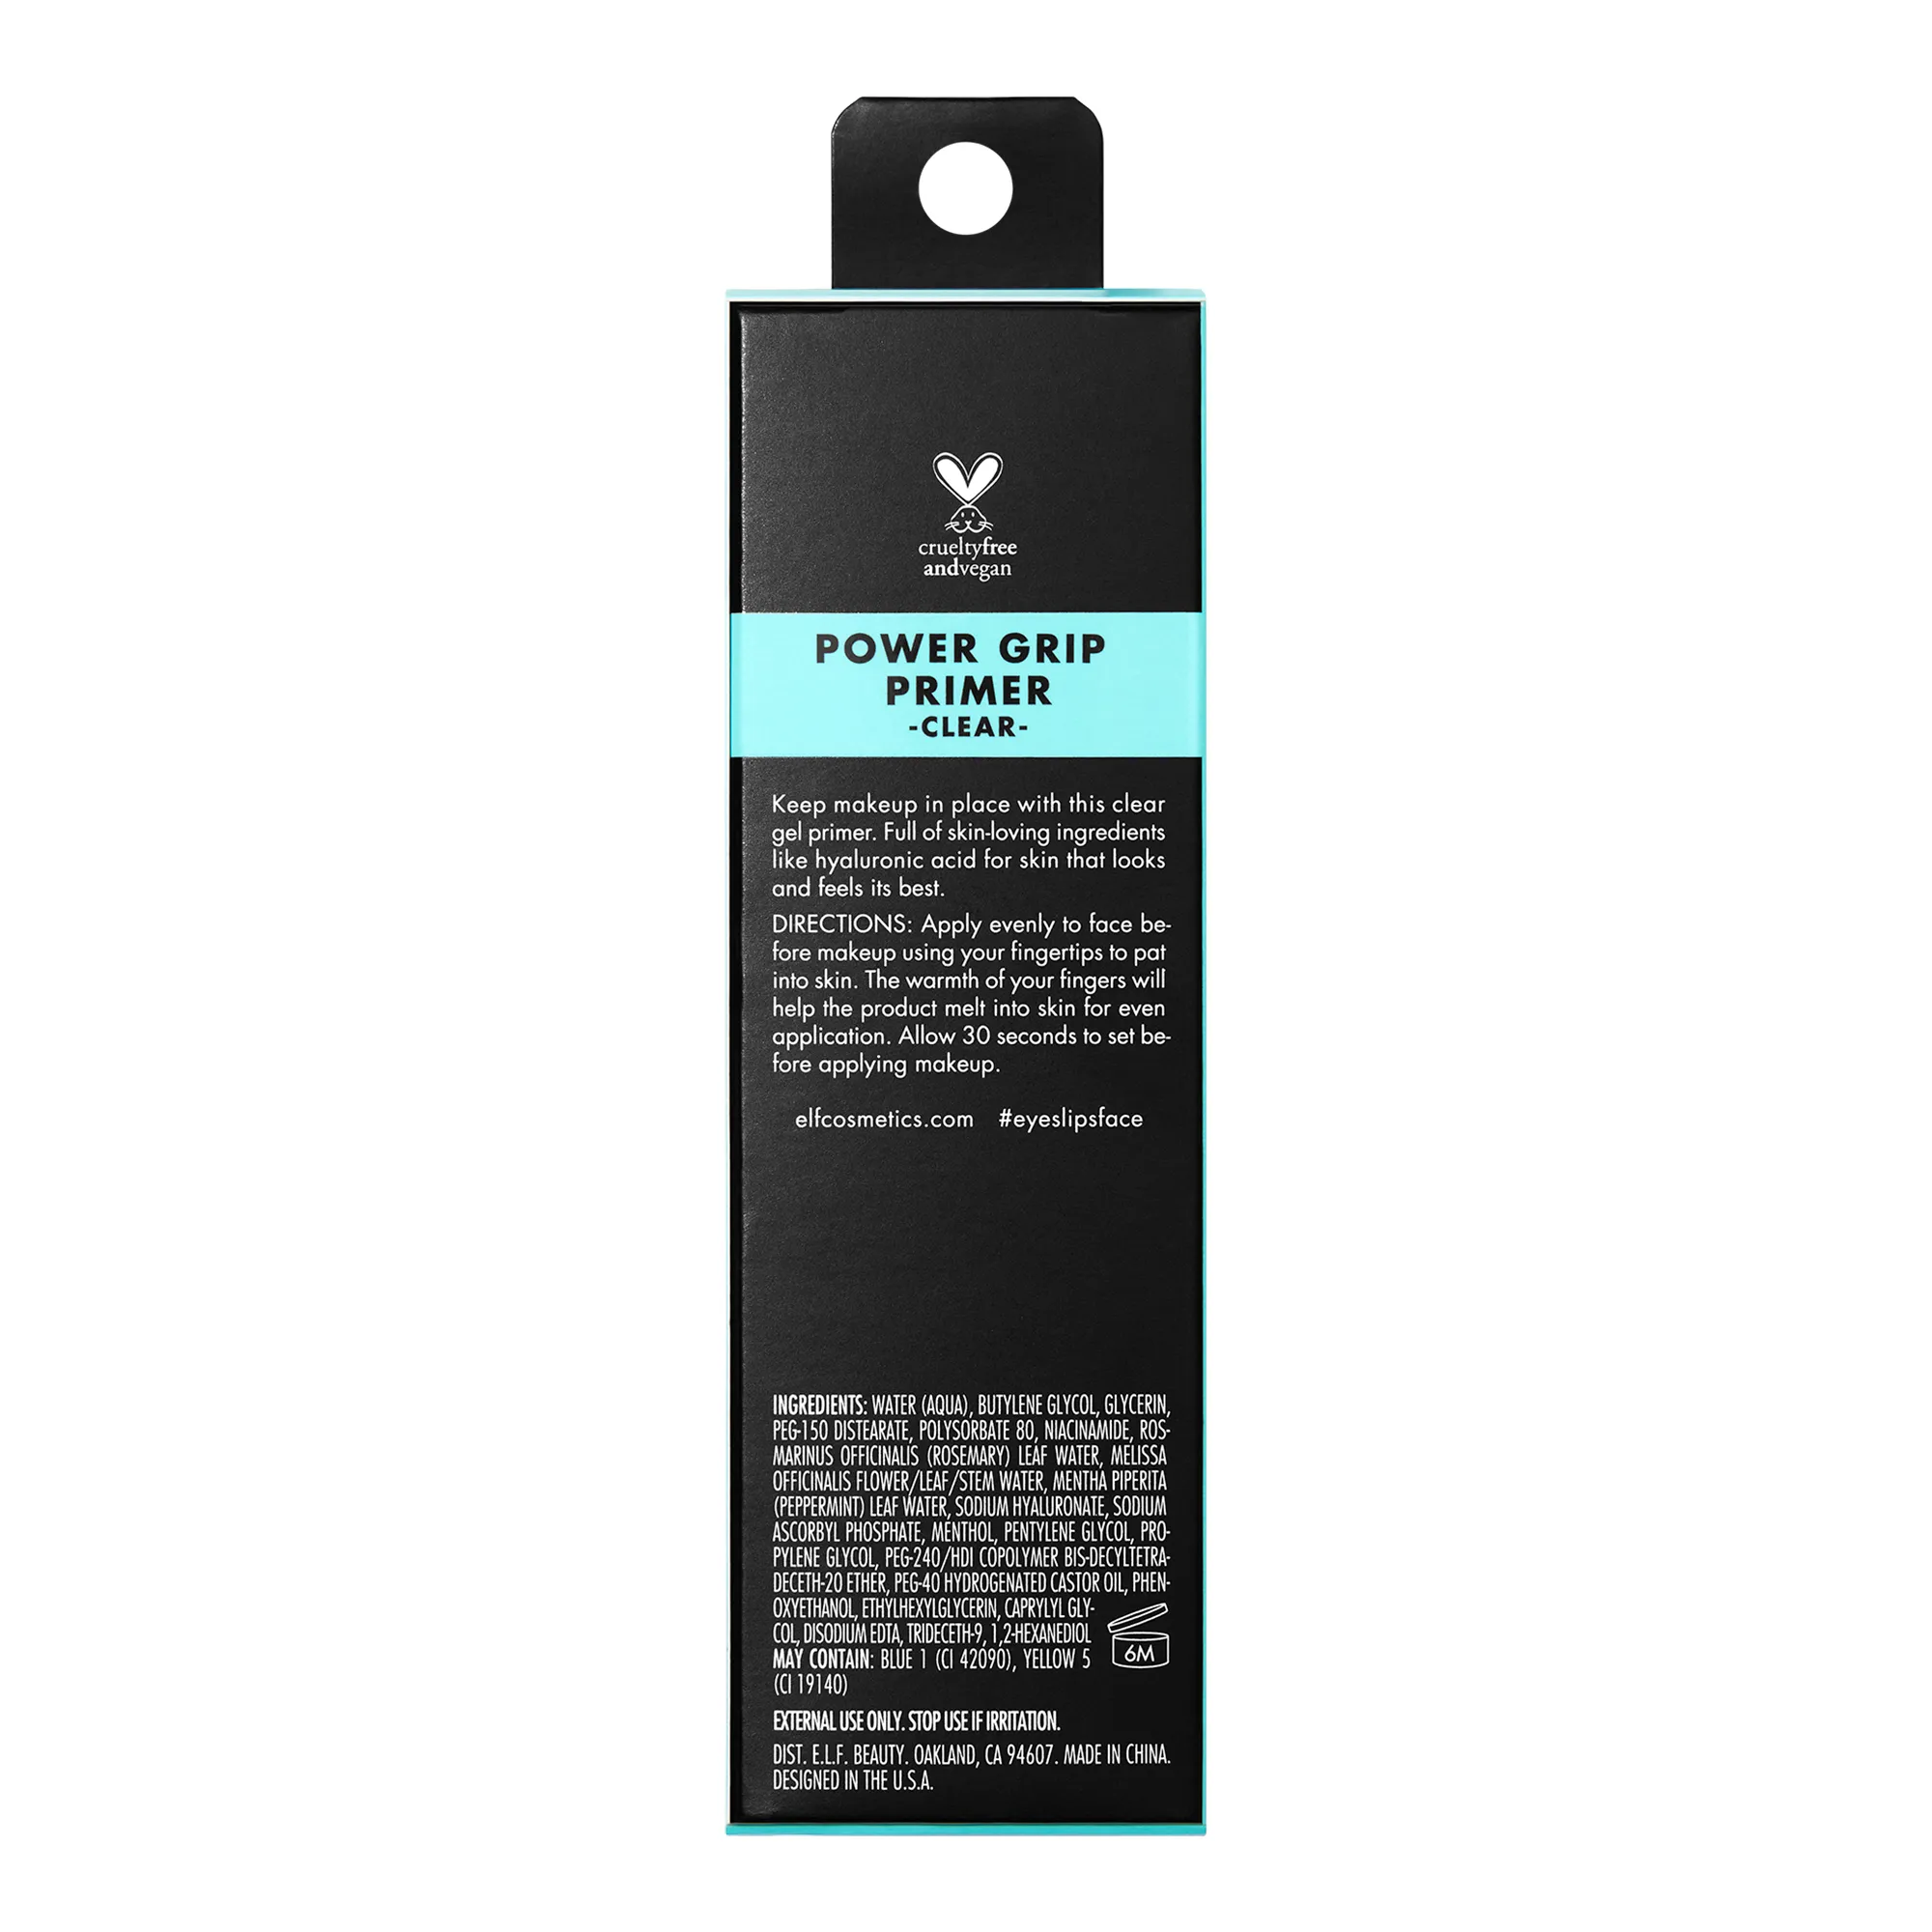 crueltyfree
andvegan
POWER GRIP
PRIMER
-CLEAR-
Keep makeup in place with this clear
gel primer. Full of skin-loving ingredients
like hyaluronic acid for skin that looks
and feels its best.
DIRECTIONS: Apply evenly to face be-
fore makeup using your fingertips to pat
into skin. The warmth of your fingers will
help the product melt into skin for even
application. Allow 30 seconds to set be-
fore applying makeup.
elfcosmetics.com #eyeslipsface
INGREDIENTS: WATER (AQUA), BUTYLENE GLYCOL, GLYCERIN,
PEG-150 DISTEARATE, POLYSORBATE 80, NIACINAMIDE, ROS-
MARINUS OFFICINALIS (ROSEMARY) LEAF WATER, MELISSA
OFFICINALIS FLOWER/LEAF/STEM WATER, MENTHA PIPERITA
(PEPPERMINT) LEAF WATER, SODIUM HYALURONATE, SODIUM
ASCORBYL PHOSPHATE, MENTHOL, PENTYLENE GLYCOL, PRO-
PYLENE GLYCOL, PEG-240/HDI COPOLYMER BIS-DECYLTETRA-
DECETH-20 ETHER, PEG-40 HYDROGENATED CASTOR OIL, PHEN-
OXYETHANOL, ETHYLHEXYLGLYCERIN, CAPRYLYL GLY-
COL, DISODIUM EDTA, TRIDECETH-9, 1,2-HEXANEDIOL
MAY CONTAIN: BLUE 1 (CI 42090), YELLOW 5
(CI 19140)
6M
EXTERNAL USE ONLY. STOP USE IF IRRITATION.
DIST. E.L.F. BEAUTY. OAKLAND, CA 94607. MADE IN CHINA.
DESIGNED IN THE U.S.A.